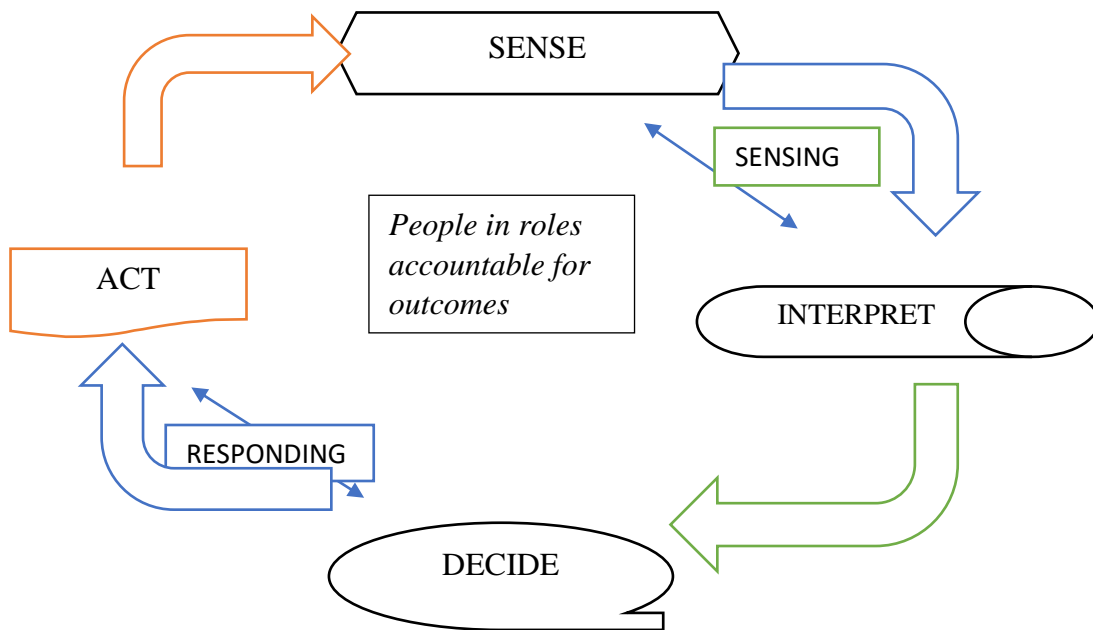 SENSE
SENSING
People in roles
accountable for
outcomes
ACT
INTERPRET
RESPONDING
DECIDE